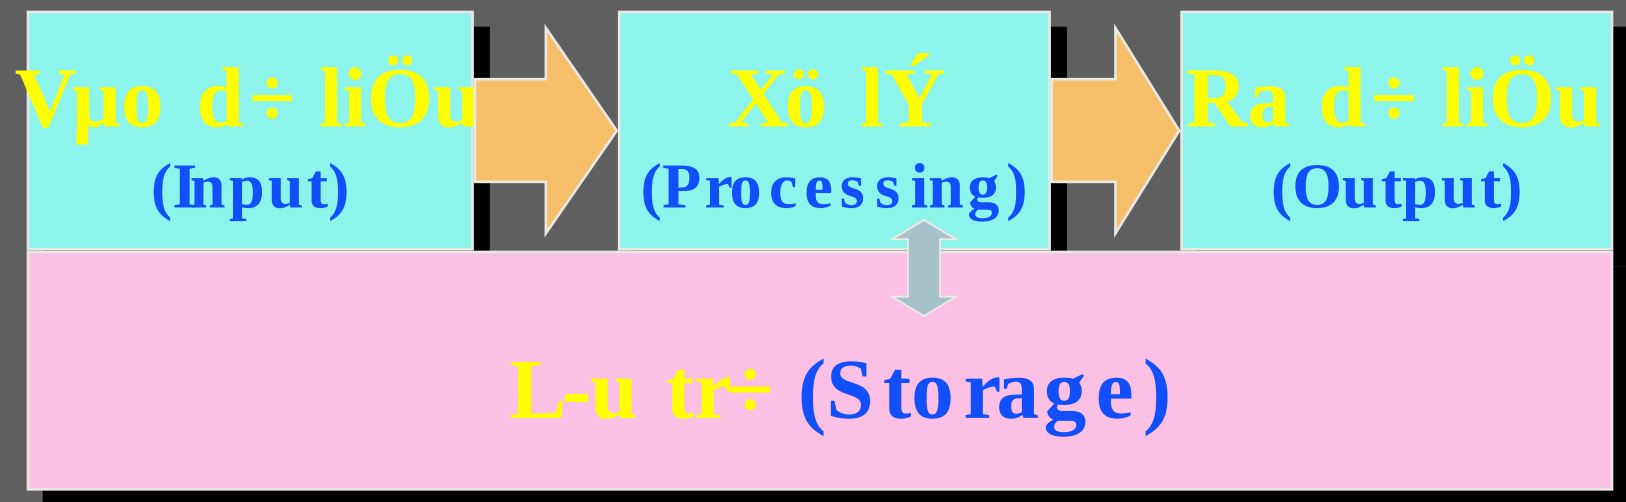 Vµo d÷ liÖu
(Input)
Xö lÝ
(Processing)
Ra d÷ liÖu
(Output)
L-u tr÷ (Storage)